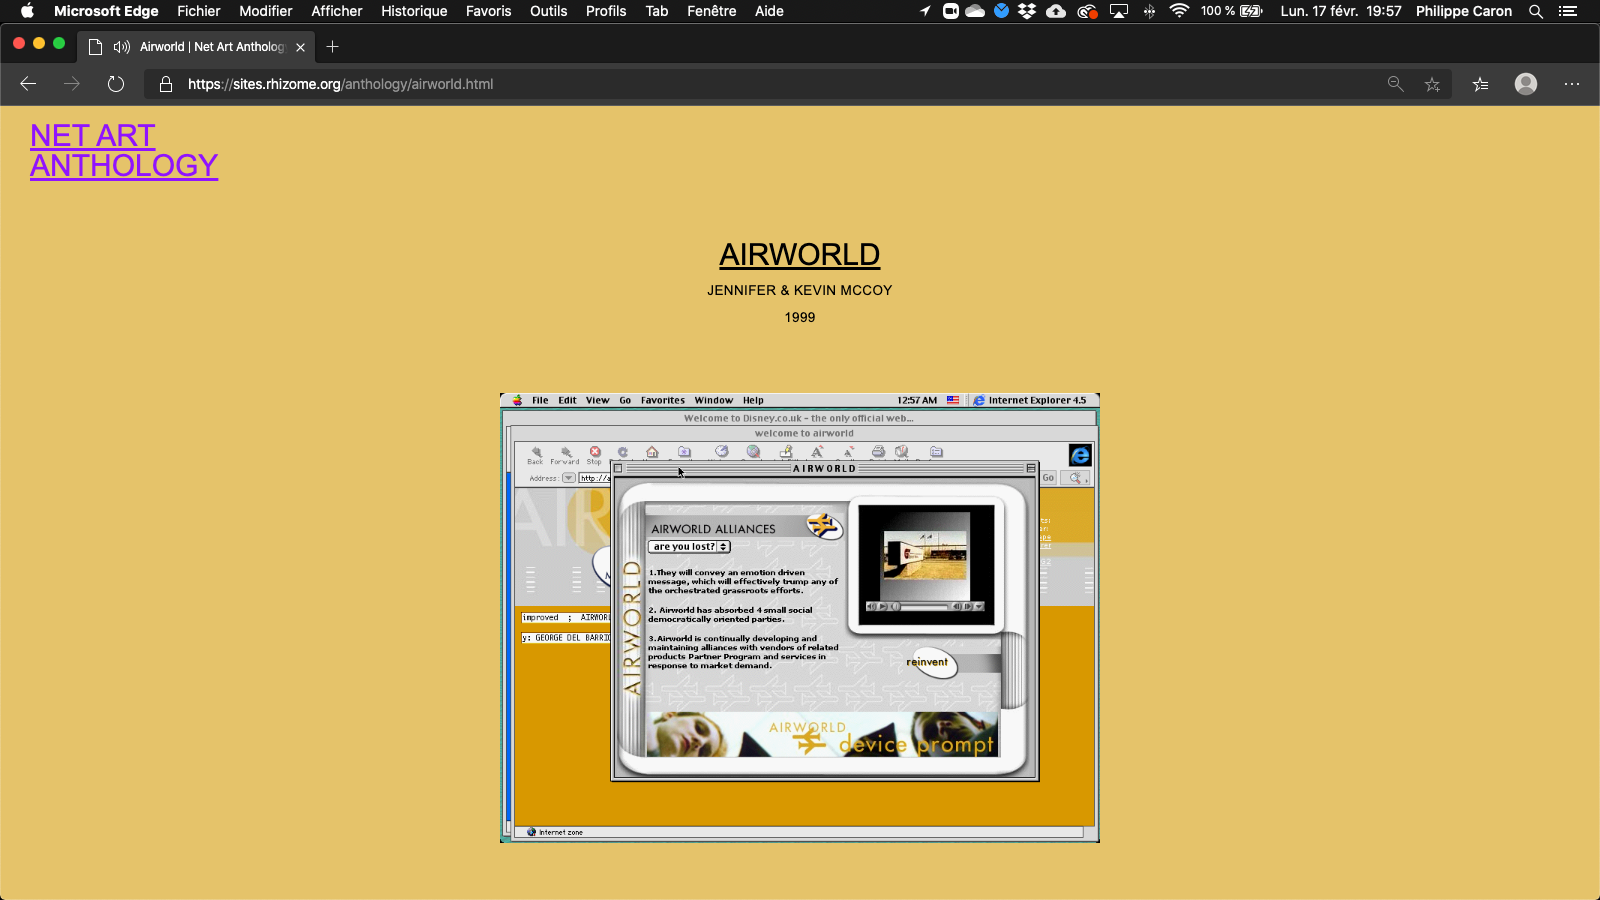 Microsoft Edge Fichier Modifier Afficher Historique Favoris Outils Profils Tab Fenêtre Aide 100 % Lun. 17 févr. 19:57 Philippe Caron
Airworld | Net Art Antholog
https://sites.rhizome.org/anthology/airworld.html
NET ART
ANTHOLOGY
AIRWORLD
JENNIFER & KEVIN MCCOY
1999
File Edit View Go Favorites Window Help 12:57 AM Internet Explorer 4.5
Welcome to Disney.co.uk - the only official web...
welcome to airworld
Back Forward Stop
AIRWORLD
Address: http://a
Go
AIR
AIRWORLD ALLIANCES
are you lost?
1.They will convey an emotion driven
message, which will effectively trump any of
the orchestrated grassroots efforts.
2. Airworld has absorbed 4 small social
democratically oriented parties.
3.Airworld is continually developing and
maintaining alliances with vendors of related
products Partner Program and services in
response to market demand.
AIRWORLD
improved ; AIRWORL
y: GEORGE DEL BARRIO
reinvent
AIRWORLD
device prompt
Internet zone